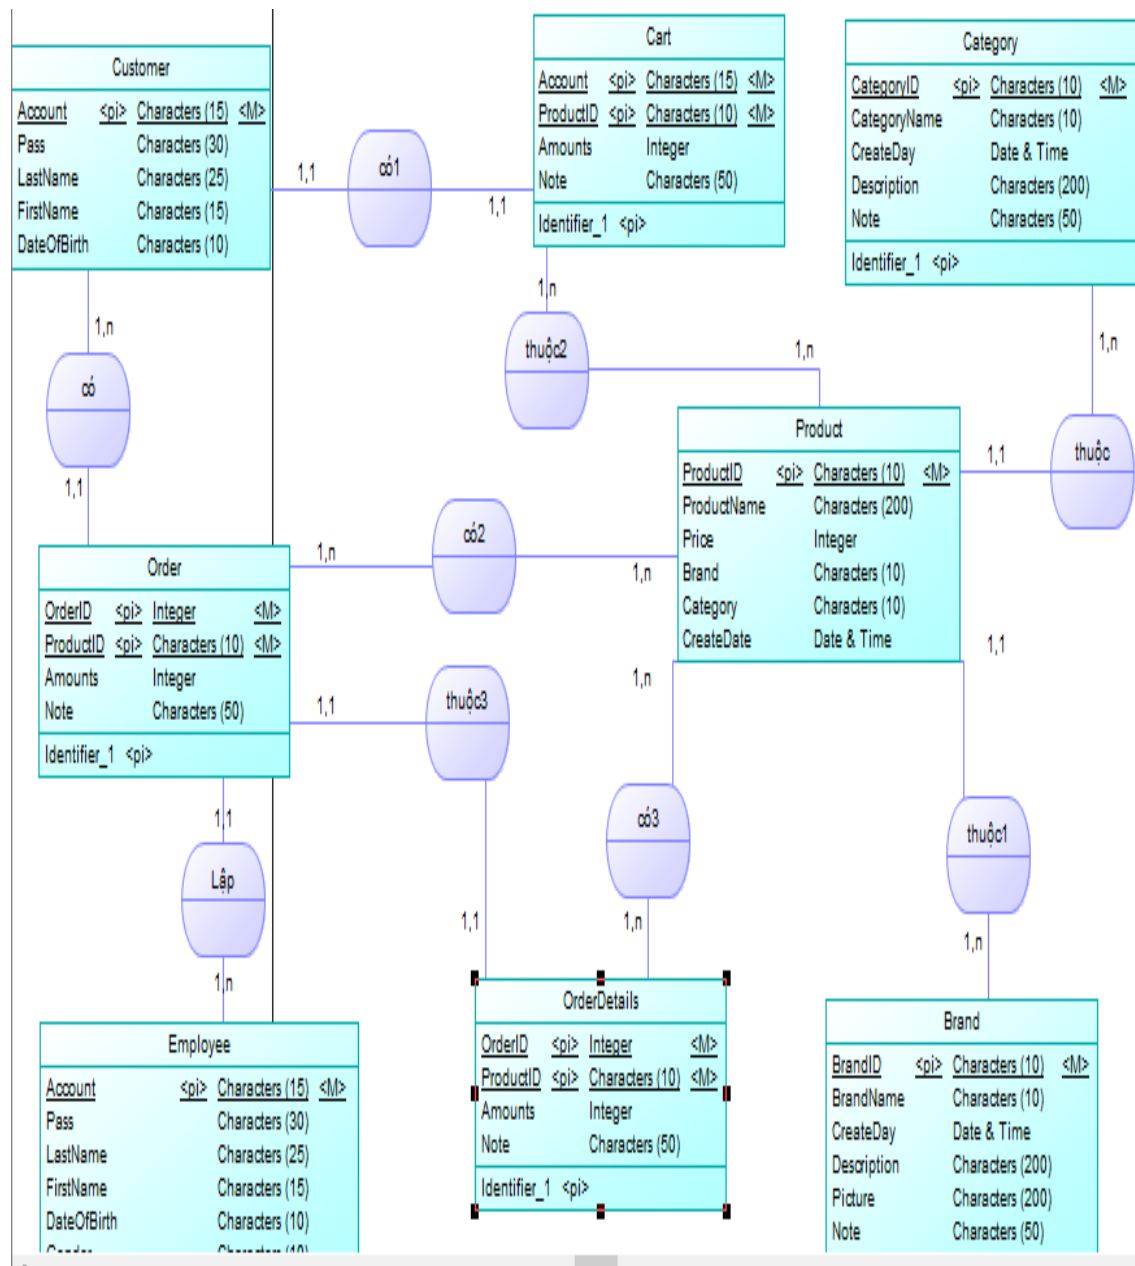 Customer
Account <pi> Characters (15) <M>
Pass Characters (30)
LastName Characters (25)
FirstName Characters (15)
DateOfBirth Characters (10)
1,1
có1
1,1
Cart
Account <pi> Characters (15) <M>
ProductID <pi> Characters (10) <M>
Amounts Integer
Note Characters (50)
Identifier_1 <pi>
Category
CategoryID <pi> Characters (10) <M>
CategoryName Characters (10)
CreateDay Date & Time
Description Characters (200)
Note Characters (50)
Identifier_1 <pi>
1,n
có
1,1
1,n
thuộc2
1,n
1,n
thuộc
1,1
Product
ProductID <pi> Characters (10) <M>
ProductName Characters (200)
Price Integer
Brand Characters (10)
Category Characters (10)
CreateDate Date & Time
Order
OrderID <pi> Integer <M>
ProductID <pi> Characters (10) <M>
Amounts Integer
Note Characters (50)
Identifier_1 <pi>
1,n
có2
1,n
1,1
thuộc3
1,1
1,n
có3
1,n
1,1
thuộc1
1,n
1,1
Lập
1,n
Employee
Account <pi> Characters (15) <M>
Pass Characters (30)
LastName Characters (25)
FirstName Characters (15)
DateOfBirth Characters (10)
Gender Characters (10)
OrderDetails
OrderID <pi> Integer <M>
ProductID <pi> Characters (10) <M>
Amounts Integer
Note Characters (50)
Identifier_1 <pi>
Brand
BrandID <pi> Characters (10) <M>
BrandName Characters (10)
CreateDay Date & Time
Description Characters (200)
Picture Characters (200)
Note Characters (50)